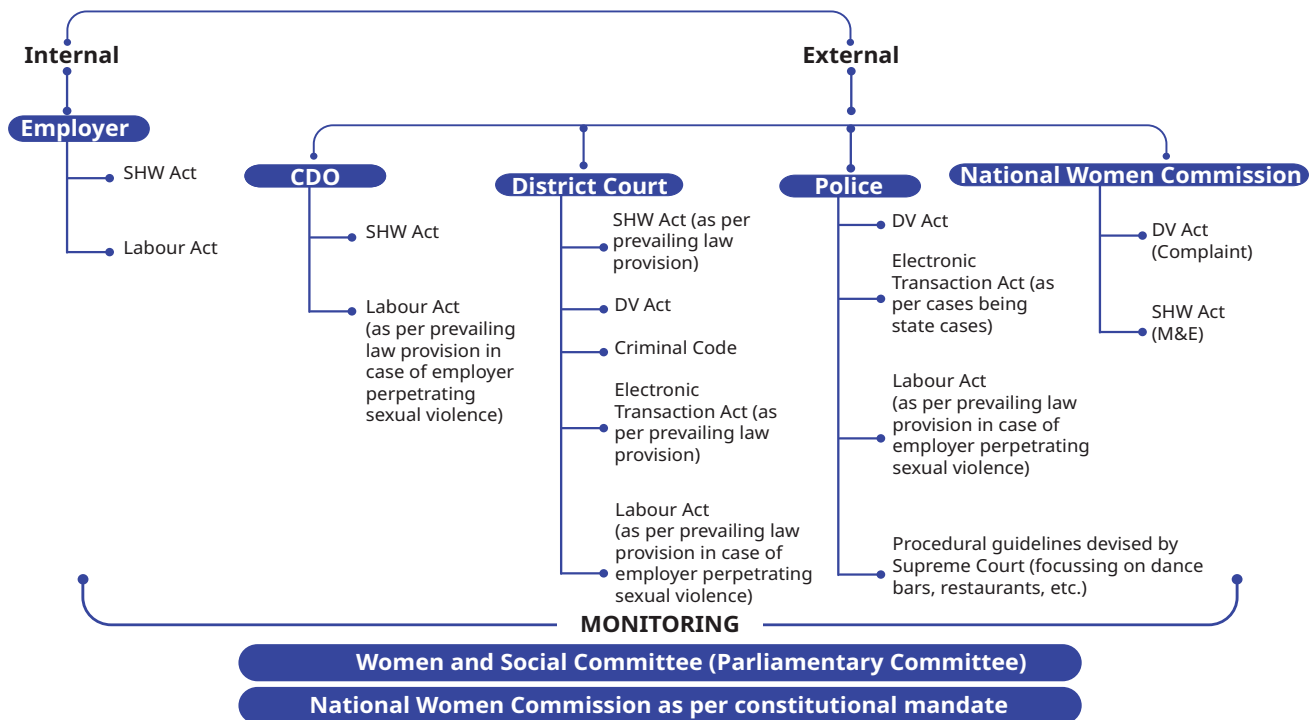 Internal
External
Employer
SHW Act
Labour Act
CDO
SHW Act
Labour Act
(as per prevailing
law provision in
case of employer
perpetrating
sexual violence)
District Court
SHW Act (as per
prevailing law
provision)
DV Act
Criminal Code
Electronic
Transaction Act (as
per prevailing law
provision)
Labour Act
(as per prevailing law
provision in case of
employer perpetrating
sexual violence)
Police
DV Act
Electronic
Transaction Act (as
per cases being
state cases)
Labour Act
(as per prevailing law
provision in case of
employer perpetrating
sexual violence)
Procedural guidelines devised by
Supreme Court (focussing on dance
bars, restaurants, etc.)
National Women Commission
DV Act
(Complaint)
SHW Act
(M&E)
MONITORING
Women and Social Committee (Parliamentary Committee)
National Women Commission as per constitutional mandate